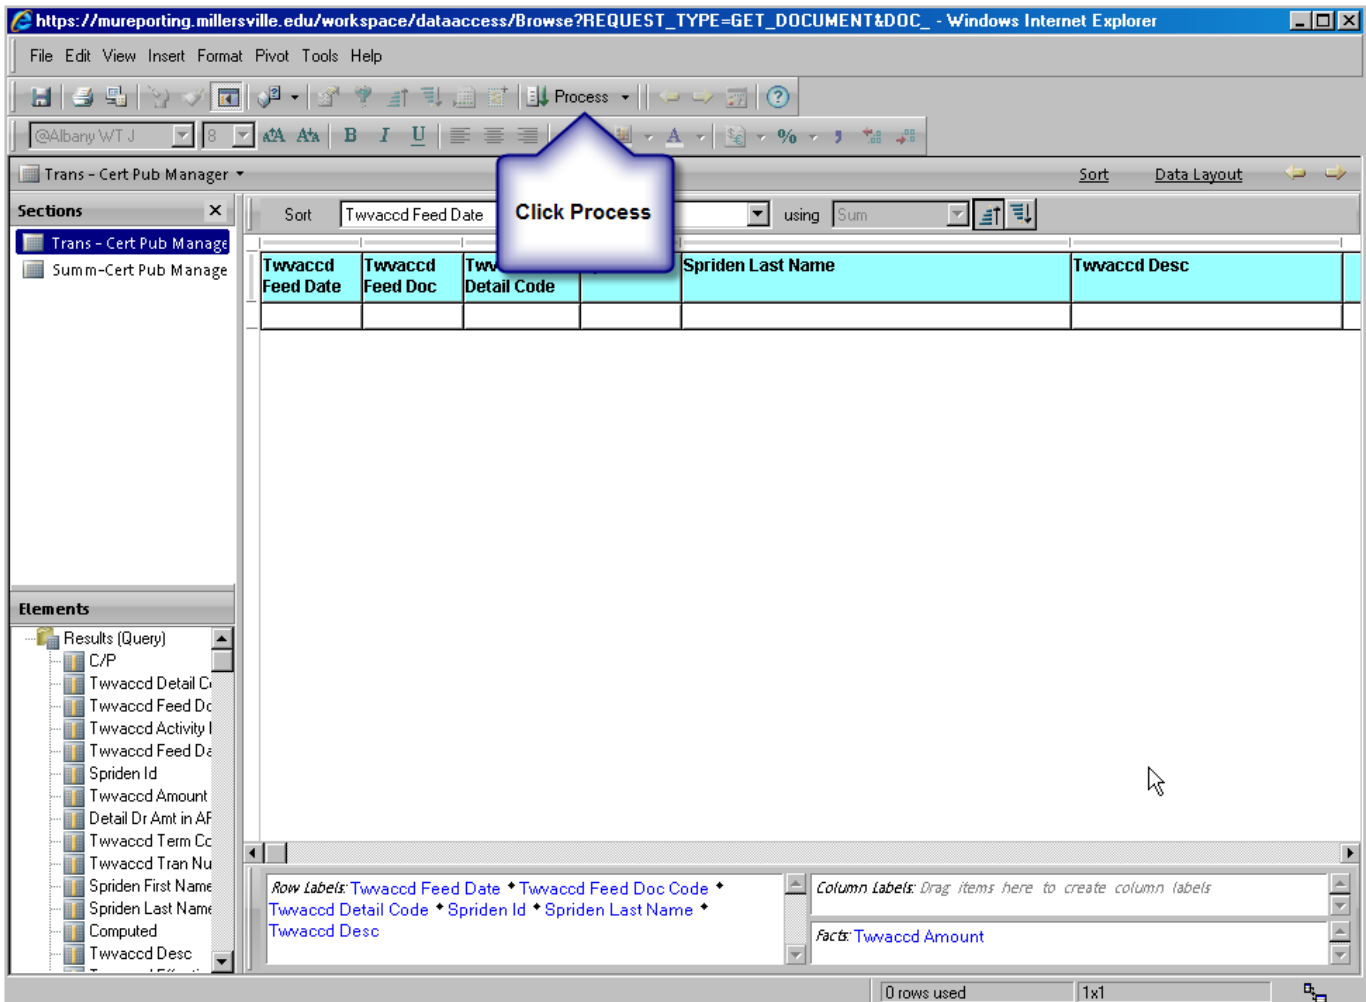 https://mureporting.millersville.edu/workspace/dataaccess/Browse?REQUEST_TYPE=GET_DOCUMENT&DOC_ - Windows Internet Explorer
File Edit View Insert Format Pivot Tools Help
Process
@Albany WT J 8 B I U A %
Trans - Cert Pub Manager Sort Data Layout
Sections
Sort Twvaccd Feed Date using Sum
Click Process
Trans - Cert Pub Manage
Summ-Cert Pub Manage
Twvaccd Feed Date
Twvaccd Feed Doc
Detail Code
Spriden Last Name
Twvaccd Desc
Elements
Results (Query)
C/P
Twvaccd Detail C
Twvaccd Feed Do
Twvaccd Activity
Twvaccd Feed Da
Spriden Id
Twvaccd Amount
Detail Dr Amt in AF
Twvaccd Term Co
Twvaccd Tran Nu
Spriden First Name
Spriden Last Name
Computed
Twvaccd Desc
Row Labels: Twvaccd Feed Date Twvaccd Feed Doc Code
Twvaccd Detail Code Spriden Id Spriden Last Name
Twvaccd Desc
Column Labels: Drag items here to create column labels
Facts: Twvaccd Amount
0 rows used 1x1